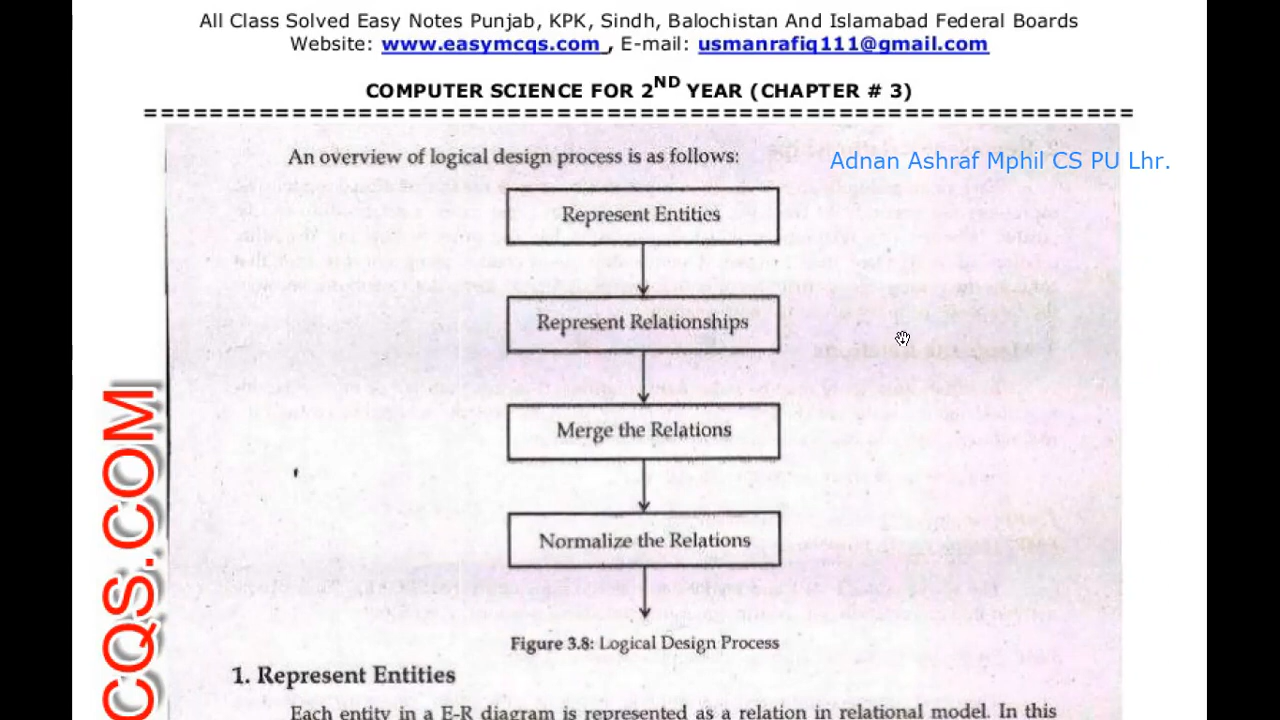 All Class Solved Easy Notes Punjab, KPK, Sindh, Balochistan And Islamabad Federal Boards
Website: www.easymcqs.com , E-mail: usmanrafiq111@gmail.com
COMPUTER SCIENCE FOR 2ND YEAR (CHAPTER # 3)
An overview of logical design process is as follows:
Adnan Ashraf Mphil CS PU Lhr.
Represent Entities
Represent Relationships
Merge the Relations
Normalize the Relations
Figure 3.8: Logical Design Process
1. Represent Entities
Each entity in a E-R diagram is represented as a relation in relational model. In this
CQS.COM